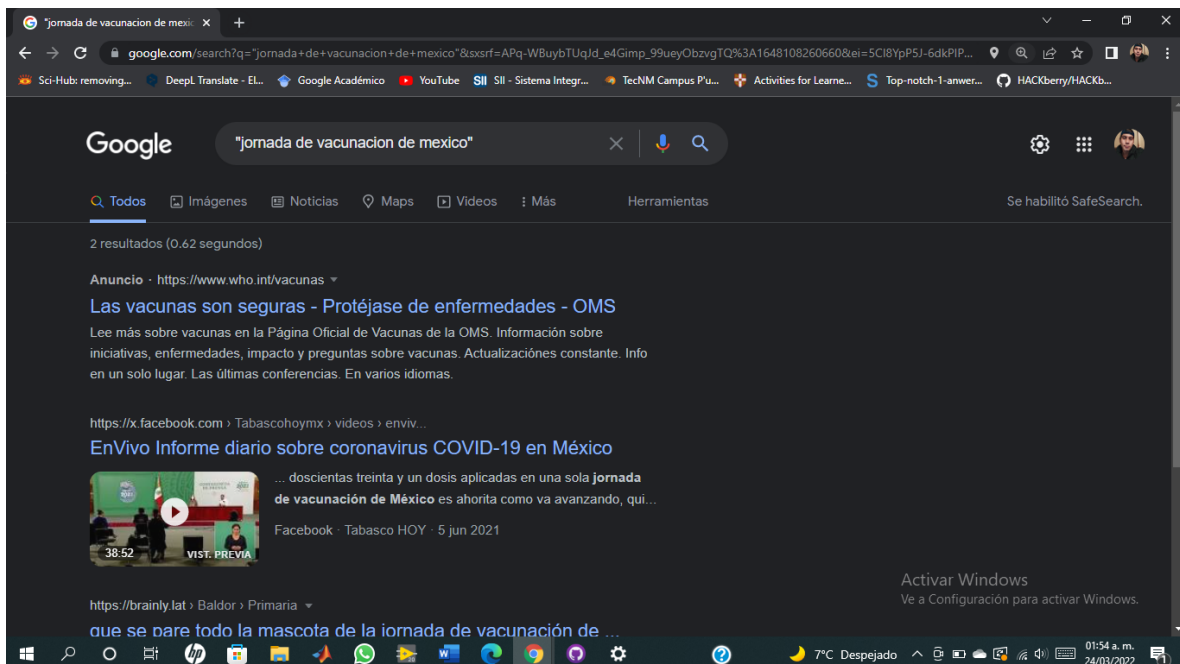 "jornada de vacunacion de mexic
google.com/search?q="jornada+de+vacunacion+de+mexico"&sxsrf=APq-WBuybTUqJd_e4Gimp_99ueyObzvgTQ%3A1648108260660&ei=5CI8YpP5J-6dkPIP...
Sci-Hub: removing... DeepL Translate - EL... Google Académico YouTube SII SII - Sistema Integr... TecNM Campus P'u... Activities for Learne... S Top-notch-1-anwer... HACKberry/HACKb...
Google "jornada de vacunacion de mexico"
Todos Imágenes Noticias Maps Videos Más Herramientas Se habilitó SafeSearch.
2 resultados (0.62 segundos)
Anuncio · https://www.who.int/vacunas
Las vacunas son seguras - Protéjase de enfermedades - OMS
Lee más sobre vacunas en la Página Oficial de Vacunas de la OMS. Información sobre
iniciativas, enfermedades, impacto y preguntas sobre vacunas. Actualizaciónes constante. Info
en un solo lugar. Las últimas conferencias. En varios idiomas.
https://x.facebook.com › Tabascohoymx › videos › enviv...
EnVivo Informe diario sobre coronavirus COVID-19 en México
... doscientas treinta y un dosis aplicadas en una sola jornada
de vacunación de México es ahorita como va avanzando, qui...
Facebook · Tabasco HOY · 5 jun 2021
38:52 VIST. PREVIA
Activar Windows
Ve a Configuración para activar Windows.
https://brainly.lat › Baldor › Primaria
que se pare todo la mascota de la jornada de vacunación de ...
hp 7°C Despejado 01:54 a. m.
24/03/2022